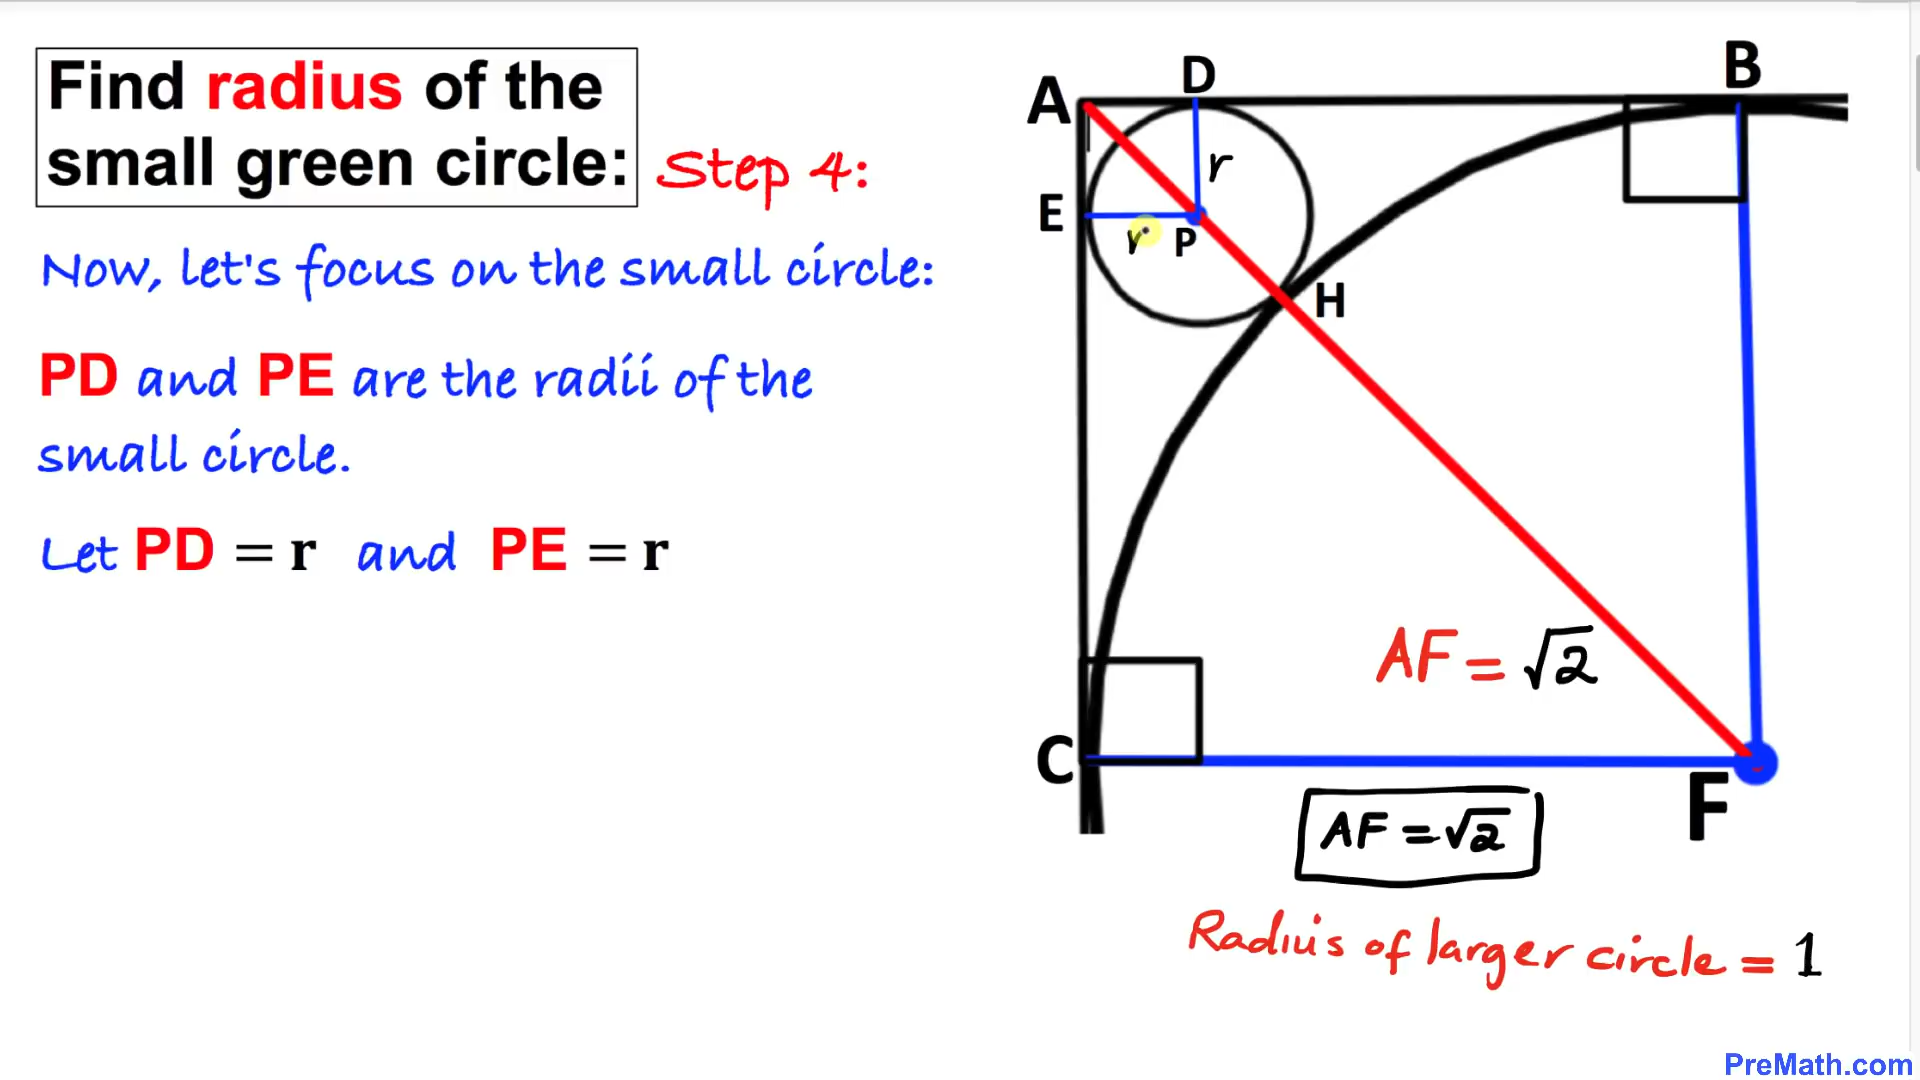 Find radius of the
small green circle:
Step 4:
Now, let's focus on the small circle:
PD and PE are the radii of the
small circle.
Let PD = r and PE = r
A
D
B
E
r
r
P
H
C
F
AF = √2
AF = √2
Radius of larger circle = 1
PreMath.com